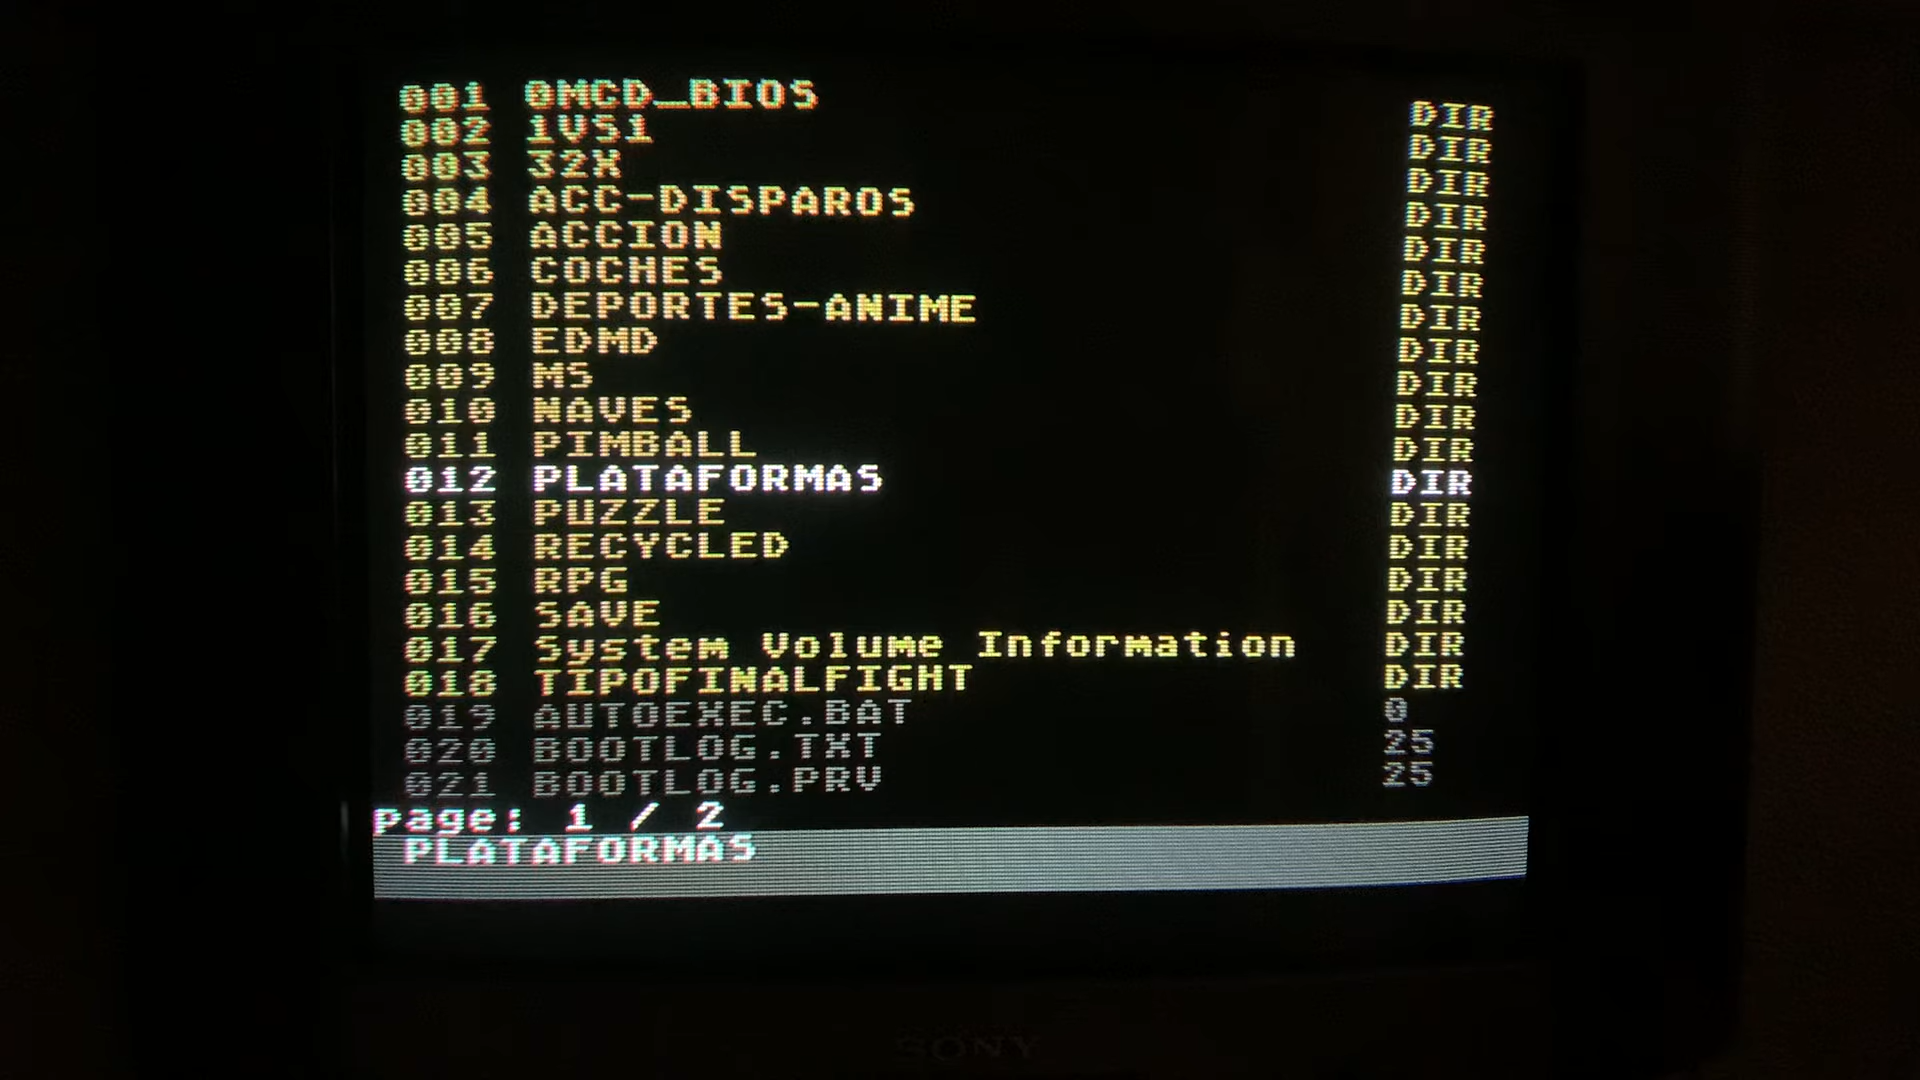 001 0MCD_BIOS DIR
002 1VS1 DIR
003 32X DIR
004 ACC-DISPAROS DIR
005 ACCION DIR
006 COCHES DIR
007 DEPORTES-ANIME DIR
008 EDMD DIR
009 MS DIR
010 NAVES DIR
011 PIMBALL DIR
012 PLATAFORMAS DIR
013 PUZZLE DIR
014 RECYCLED DIR
015 RPG DIR
016 SAVE DIR
017 System Volume Information DIR
018 TIPOFINALFIGHT DIR
019 AUTOEXEC.BAT 0
020 BOOTLOG.TXT 25
021 BOOTLOG.PRV 25
page: 1 / 2
PLATAFORMAS
SONY